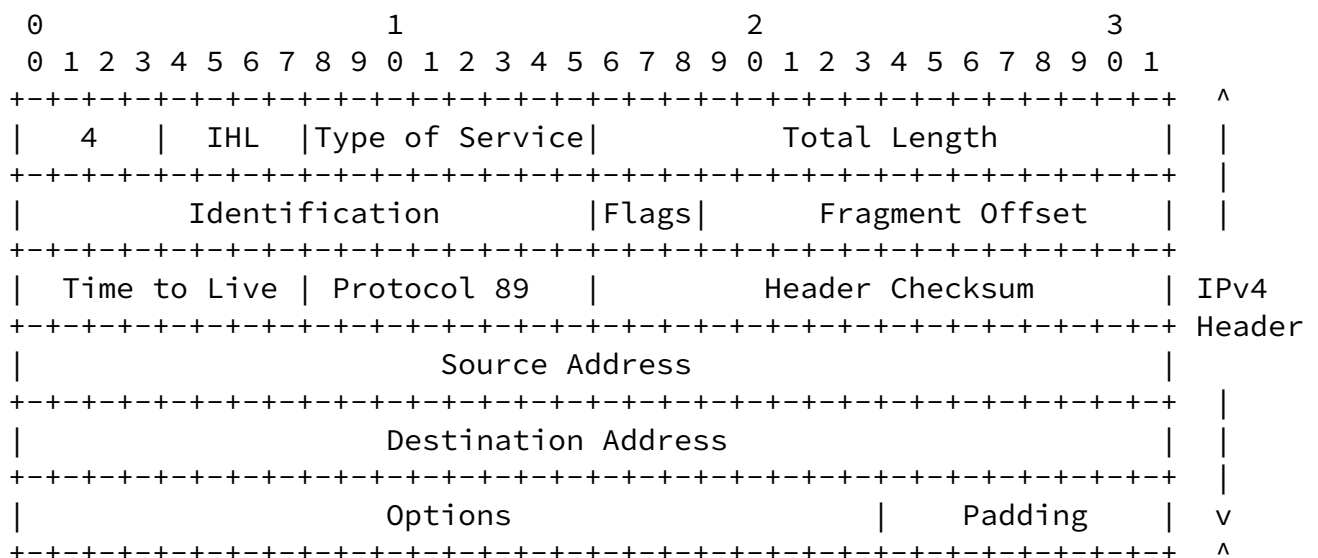 0                   1                   2                   3
 0 1 2 3 4 5 6 7 8 9 0 1 2 3 4 5 6 7 8 9 0 1 2 3 4 5 6 7 8 9 0 1
+-+-+-+-+-+-+-+-+-+-+-+-+-+-+-+-+-+-+-+-+-+-+-+-+-+-+-+-+-+-+-+-+  ^
|   4   |  IHL  |Type of Service|          Total Length         |  |
+-+-+-+-+-+-+-+-+-+-+-+-+-+-+-+-+-+-+-+-+-+-+-+-+-+-+-+-+-+-+-+-+  |
|         Identification        |Flags|      Fragment Offset    |  |
+-+-+-+-+-+-+-+-+-+-+-+-+-+-+-+-+-+-+-+-+-+-+-+-+-+-+-+-+-+-+-+-+
|  Time to Live | Protocol 89   |         Header Checksum       | IPv4
+-+-+-+-+-+-+-+-+-+-+-+-+-+-+-+-+-+-+-+-+-+-+-+-+-+-+-+-+-+-+-+-+ Header
|                       Source Address                          |
+-+-+-+-+-+-+-+-+-+-+-+-+-+-+-+-+-+-+-+-+-+-+-+-+-+-+-+-+-+-+-+-+  |
|                    Destination Address                        |  |
+-+-+-+-+-+-+-+-+-+-+-+-+-+-+-+-+-+-+-+-+-+-+-+-+-+-+-+-+-+-+-+-+  |
|                    Options                    |    Padding    |  v
+-+-+-+-+-+-+-+-+-+-+-+-+-+-+-+-+-+-+-+-+-+-+-+-+-+-+-+-+-+-+-+-+  ^